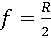 f = R/2